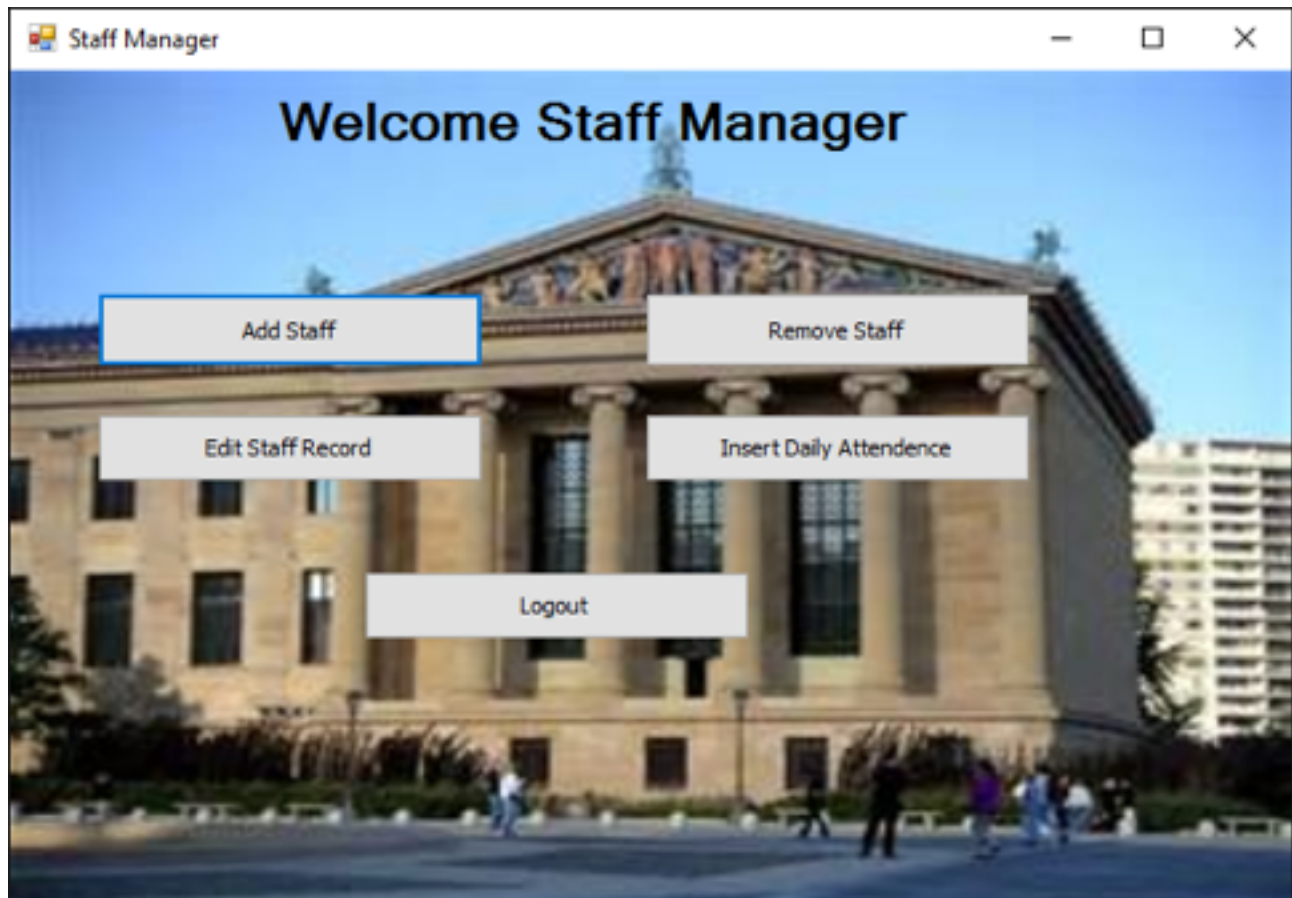 Staff Manager
Welcome Staff Manager
Add Staff
Remove Staff
Edit Staff Record
Insert Daily Attendence
Logout